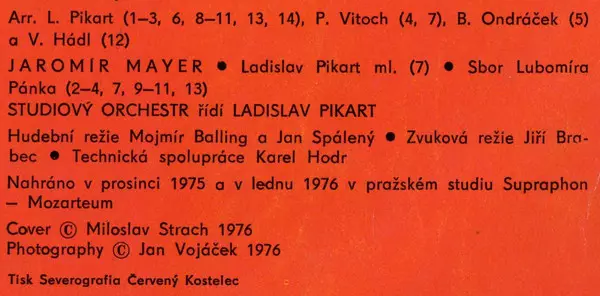 Arr. L. Pikart (1–3, 6, 8–11, 13, 14), P. Vitoch (4, 7), B. Ondráček (5)
a V. Hádl (12)
JAROMÍR MAYER ● Ladislav Pikart ml. (7) ● Sbor Lubomíra
Pánka (2–4, 7, 9–11, 13)
STUDIOVÝ ORCHESTR řídí LADISLAV PIKART
Hudební režie Mojmír Balling a Jan Spálený ● Zvuková režie Jiří Bra-
bec ● Technická spolupráce Karel Hodr
Nahráno v prosinci 1975 a v lednu 1976 v pražském studiu Supraphon
– Mozarteum
Cover © Miloslav Strach 1976
Photography © Jan Vojáček 1976
Tisk Severografia Červený Kostelec